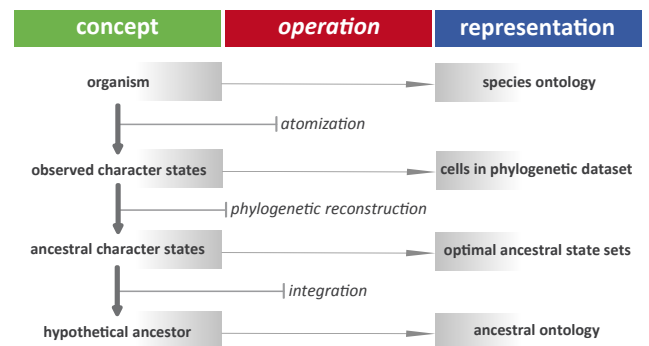 concept operation representation
organism species ontology
atomization
observed character states cells in phylogenetic dataset
phylogenetic reconstruction
ancestral character states optimal ancestral state sets
integration
hypothetical ancestor ancestral ontology